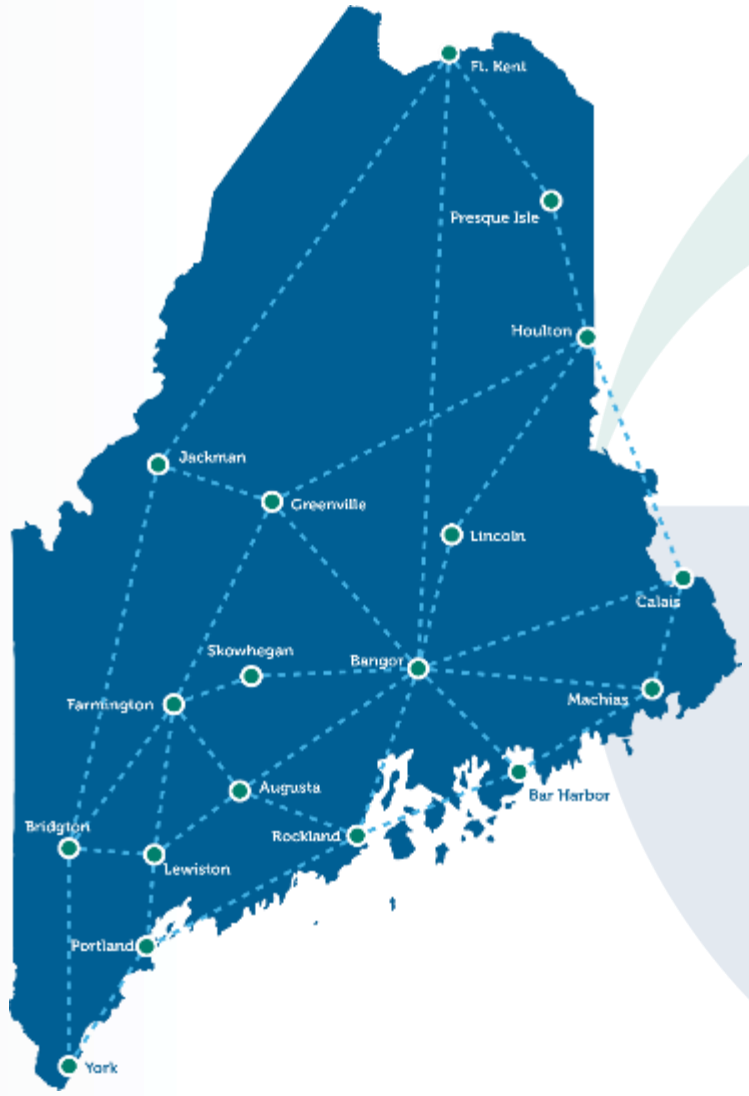 Ft. Kent
Presque Isle
Houlton
Jackman
Greenville
Lincoln
Calais
Skowhegan
Bangor
Farmington
Machias
Augusta
Bar Harbor
Bridgton
Rockland
Lewiston
Portland
York